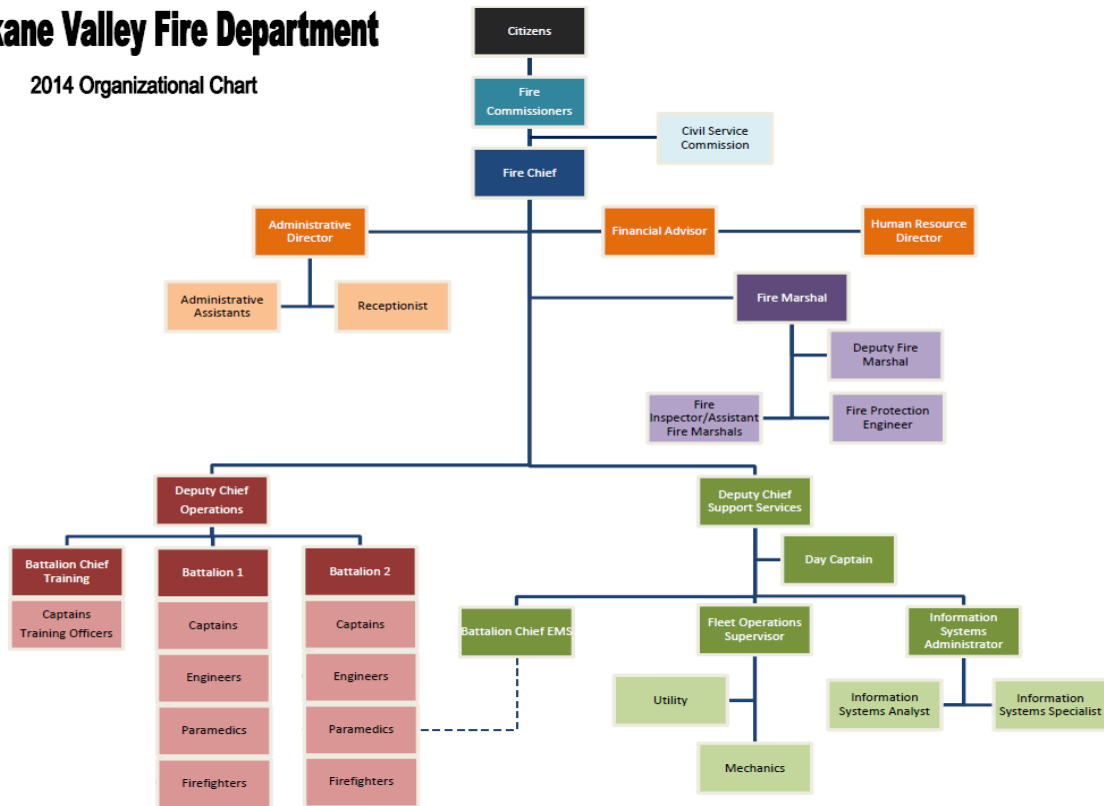 kane Valley Fire Department
2014 Organizational Chart
Citizens
Fire
Commissioners
Civil Service
Commission
Fire Chief
Administrative
Director
Financial Advisor
Human Resource
Director
Administrative
Assistants
Receptionist
Fire Marshal
Deputy Fire
Marshal
Fire
Inspector/Assistant
Fire Marshals
Fire Protection
Engineer
Deputy Chief
Operations
Deputy Chief
Support Services
Battalion Chief
Training
Battalion 1
Battalion 2
Day Captain
Captains
Training Officers
Captains
Captains
Battalion Chief EMS
Fleet Operations
Supervisor
Information
Systems
Administrator
Engineers
Engineers
Utility
Information
Systems Analyst
Information
Systems Specialist
Paramedics
Paramedics
Mechanics
Firefighters
Firefighters